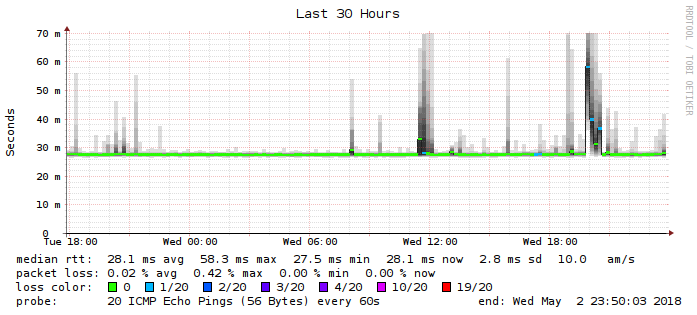 Last 30 Hours
RRDTOOL / TOBI OETIKER
Seconds
70 m
60 m
50 m
40 m
30 m
20 m
10 m
0
Tue 18:00 Wed 00:00 Wed 06:00 Wed 12:00 Wed 18:00
median rtt: 28.1 ms avg 58.3 ms max 27.5 ms min 28.1 ms now 2.8 ms sd 10.0 am/s
packet loss: 0.02 % avg 0.42 % max 0.00 % min 0.00 % now
loss color: 0 1/20 2/20 3/20 4/20 10/20 19/20
probe: 20 ICMP Echo Pings (56 Bytes) every 60s end: Wed May 2 23:50:03 2018